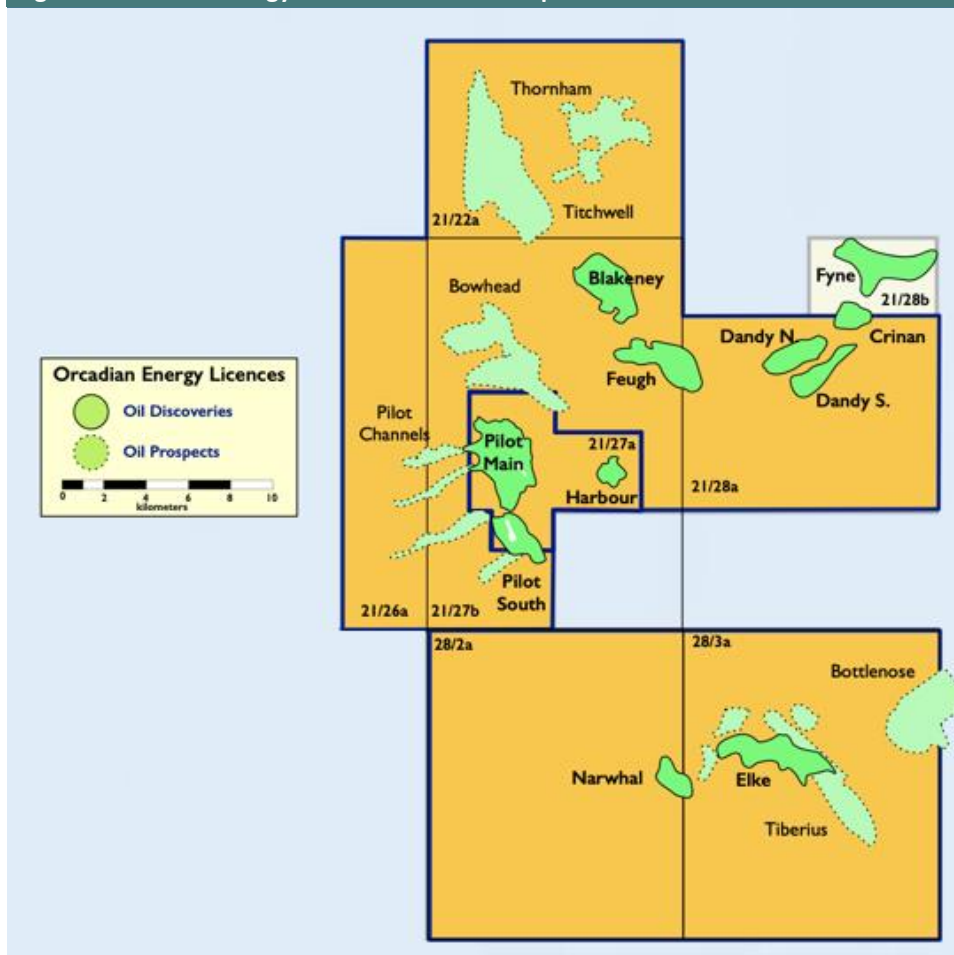 Thornham
Titchwell
21/22a
Blakeney
Bowhead
Fyne
21/28b
Dandy N.
Crinan
Feugh
Dandy S.
Orcadian Energy Licences
Oil Discoveries
Oil Prospects
0 2 4 6 8 10
kilometers
Pilot
Channels
Pilot
Main
21/27a
Harbour
21/28a
Pilot
South
21/26a
21/27b
28/2a
28/3a
Bottlenose
Narwhal
Elke
Tiberius